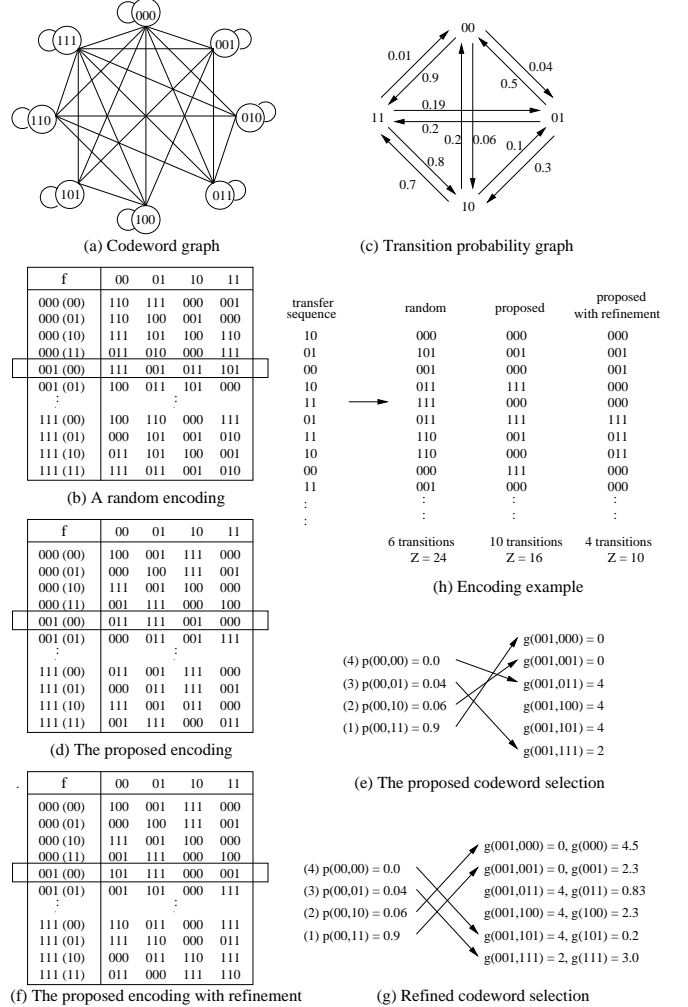 000
111
001
110
010
101
011
100
(a) Codeword graph
00
0.01
0.04
0.9
0.5
0.19
11
01
0.2
0.2
0.06
0.1
0.8
0.3
0.7
10
(c) Transition probability graph
f 00 01 10 11
000 (00) 110 111 000 001
000 (01) 110 100 001 000
000 (10) 111 101 100 110
000 (11) 011 010 000 111
001 (00) 111 001 011 101
001 (01) 100 011 101 000
: :
111 (00) 100 110 000 111
111 (01) 000 101 001 010
111 (10) 011 101 100 001
111 (11) 111 011 001 010
(b) A random encoding
transfer sequence random proposed proposed with refinement
10 000 000 000
01 101 001 001
00 001 000 001
10 011 111 000
11 111 000 000
01 011 111 111
11 110 001 011
10 110 000 011
00 000 111 000
11 001 000 000
: : : :
: : : :
6 transitions 10 transitions 4 transitions
Z = 24 Z = 16 Z = 10
(h) Encoding example
f 00 01 10 11
000 (00) 100 001 111 000
000 (01) 000 100 111 001
000 (10) 111 001 100 000
000 (11) 001 111 000 100
001 (00) 011 111 001 000
001 (01) 000 011 001 111
: :
111 (00) 011 001 111 000
111 (01) 000 011 111 001
111 (10) 111 001 011 000
111 (11) 001 111 000 011
(d) The proposed encoding
(4) p(00,00) = 0.0
(3) p(00,01) = 0.04
(2) p(00,10) = 0.06
(1) p(00,11) = 0.9
g(001,000) = 0
g(001,001) = 0
g(001,011) = 4
g(001,100) = 4
g(001,101) = 4
g(001,111) = 2
(e) The proposed codeword selection
.
f 00 01 10 11
000 (00) 100 001 111 000
000 (01) 000 100 111 001
000 (10) 111 001 100 000
000 (11) 001 111 000 100
001 (00) 101 111 000 001
001 (01) 001 101 000 111
: :
111 (00) 110 011 000 111
111 (01) 111 110 000 011
111 (10) 000 011 110 111
111 (11) 011 000 111 110
(f) The proposed encoding with refinement
(4) p(00,00) = 0.0
(3) p(00,01) = 0.04
(2) p(00,10) = 0.06
(1) p(00,11) = 0.9
g(001,000) = 0, g(000) = 4.5
g(001,001) = 0, g(001) = 2.3
g(001,011) = 4, g(011) = 0.83
g(001,100) = 4, g(100) = 2.3
g(001,101) = 4, g(101) = 0.2
g(001,111) = 2, g(111) = 3.0
(g) Refined codeword selection